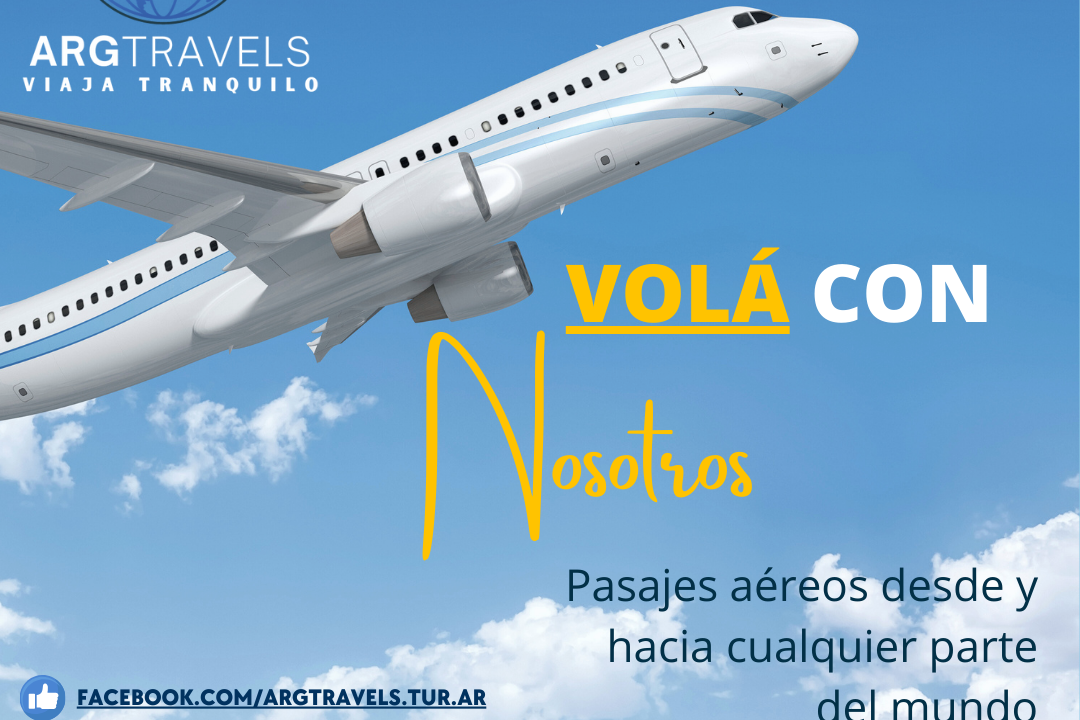 ARGTRAVELS
VIAJA TRANQUILO
VOLÁ CON
Nosotros
Pasajes aéreos desde y
hacia cualquier parte
del mundo
FACEBOOK.COM/ARGTRAVELS.TUR.AR